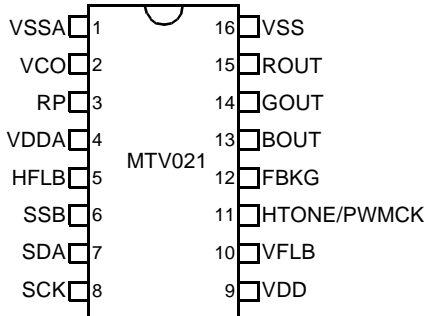 VSSA 1 16 VSS
VCO 2 15 ROUT
RP 3 14 GOUT
VDDA 4 13 BOUT
MTV021
HFLB 5 12 FBKG
SSB 6 11 HTONE/PWMCK
SDA 7 10 VFLB
SCK 8 9 VDD